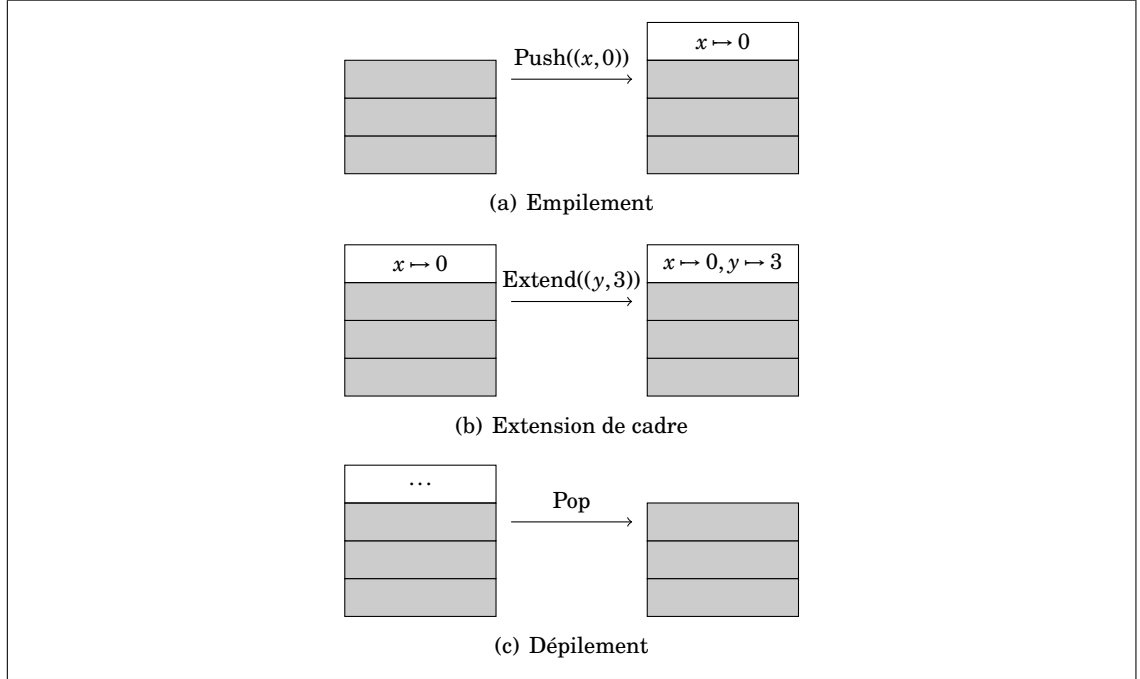 x ↦ 0
Push((x,0))
(a) Empilement
x ↦ 0
Extend((y,3))
x ↦ 0, y ↦ 3
(b) Extension de cadre
...
Pop
(c) Dépilement